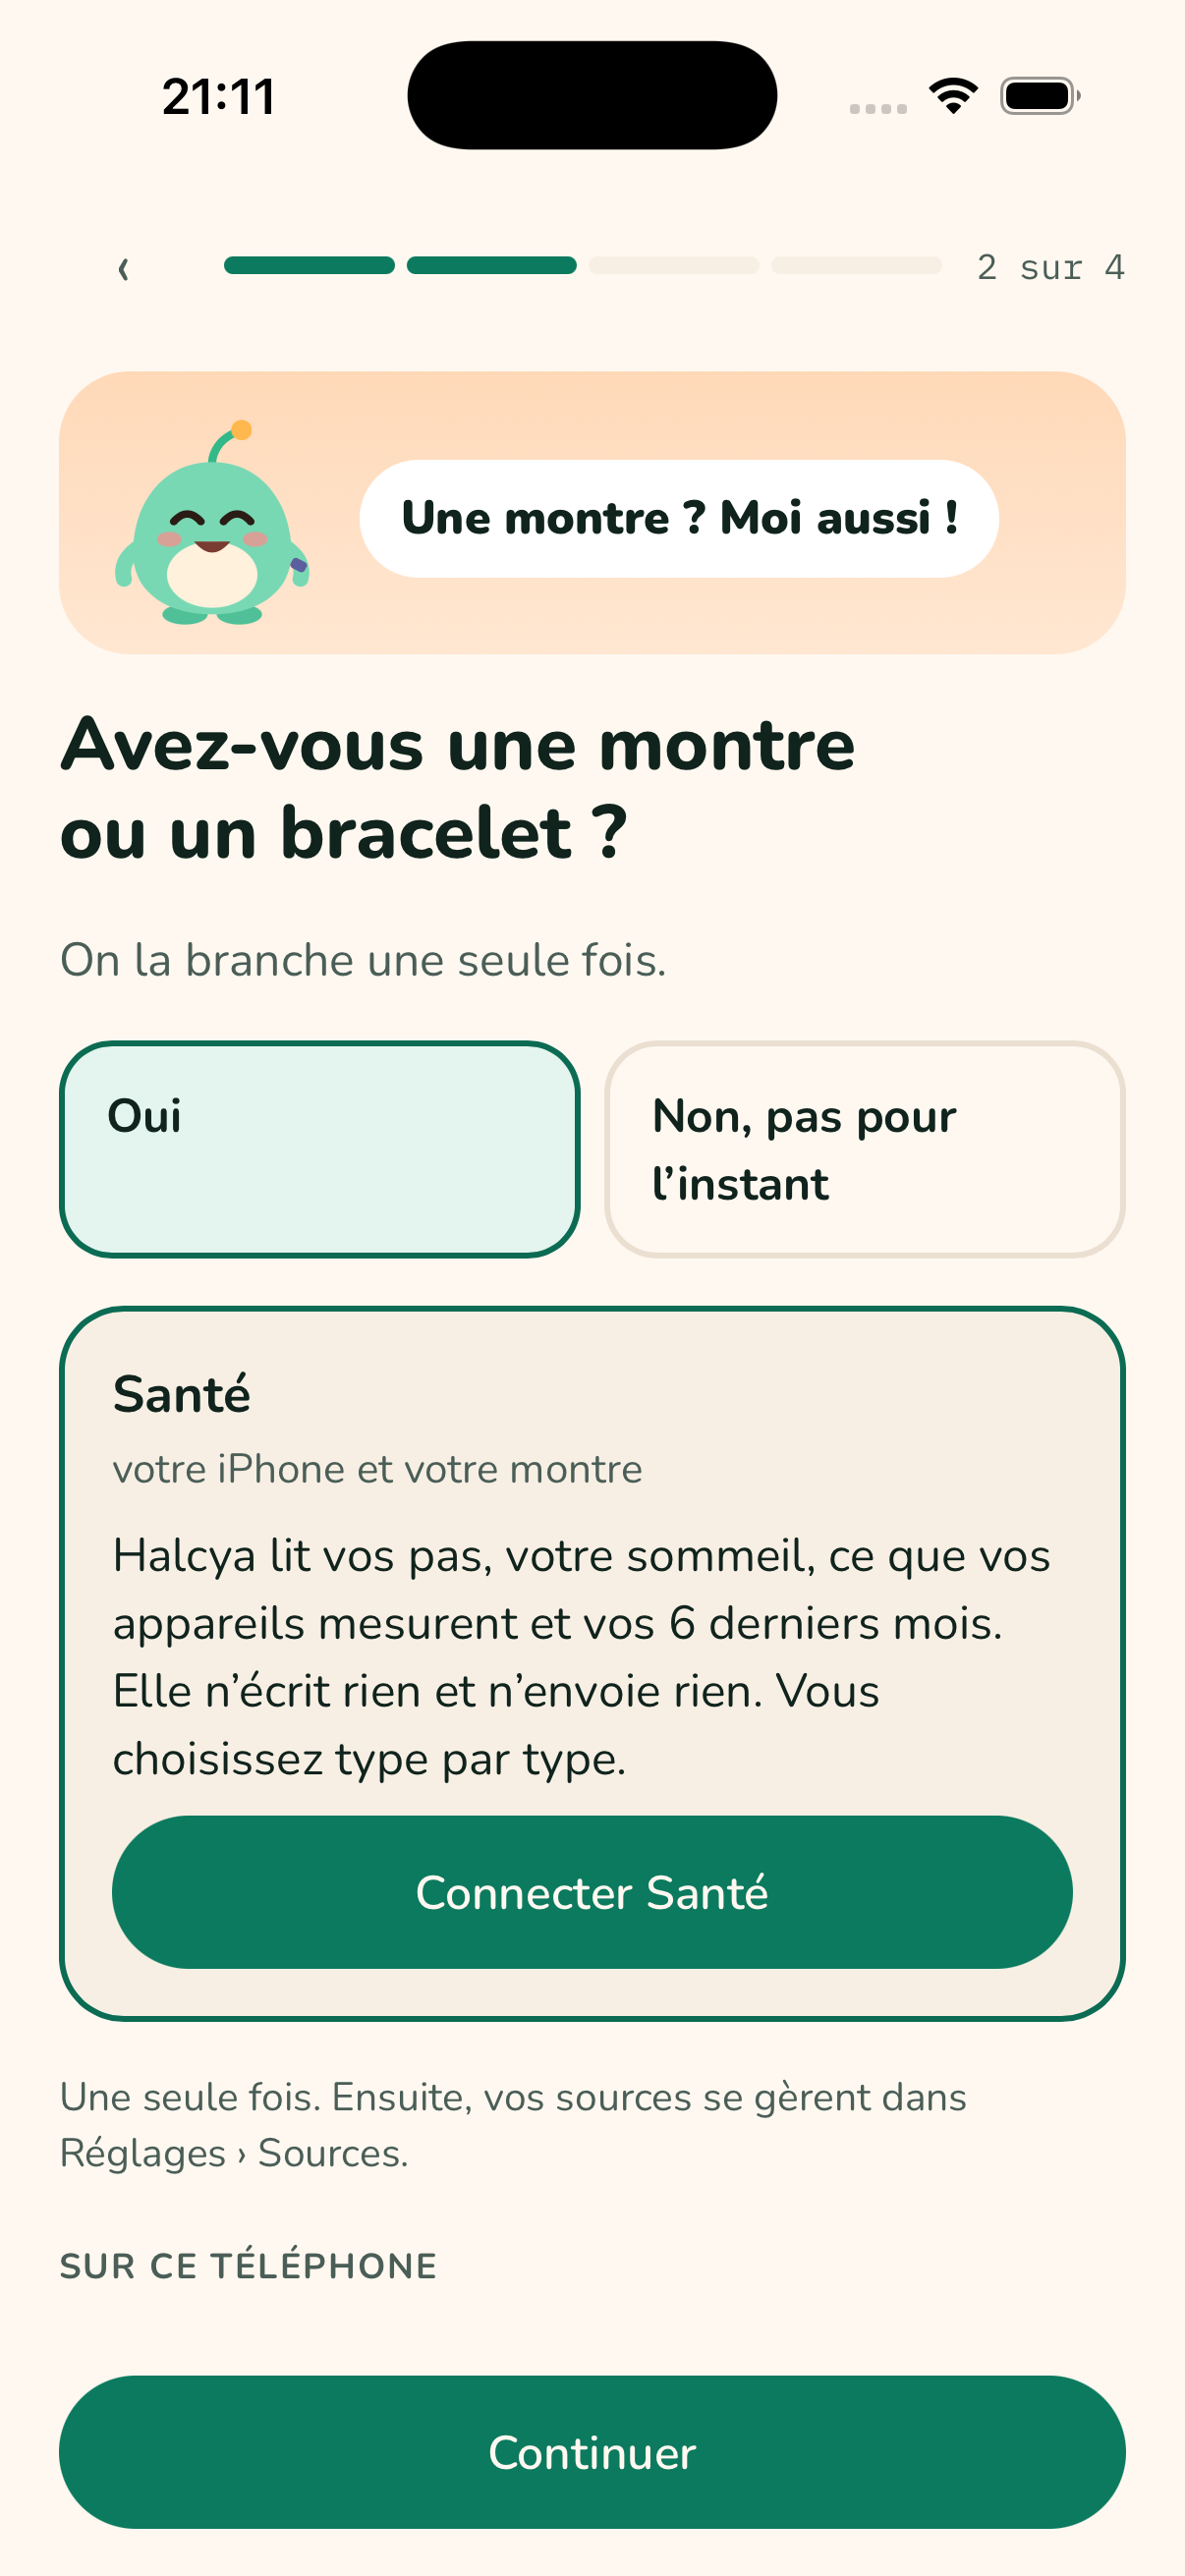 21:11
‹
2 sur 4
Une montre ? Moi aussi !
Avez-vous une montre
ou un bracelet ?
On la branche une seule fois.
Oui
Non, pas pour
l’instant
Santé
votre iPhone et votre montre
Halcya lit vos pas, votre sommeil, ce que vos
appareils mesurent et vos 6 derniers mois.
Elle n’écrit rien et n’envoie rien. Vous
choisissez type par type.
Connecter Santé
Une seule fois. Ensuite, vos sources se gèrent dans
Réglages › Sources.
SUR CE TÉLÉPHONE
Continuer